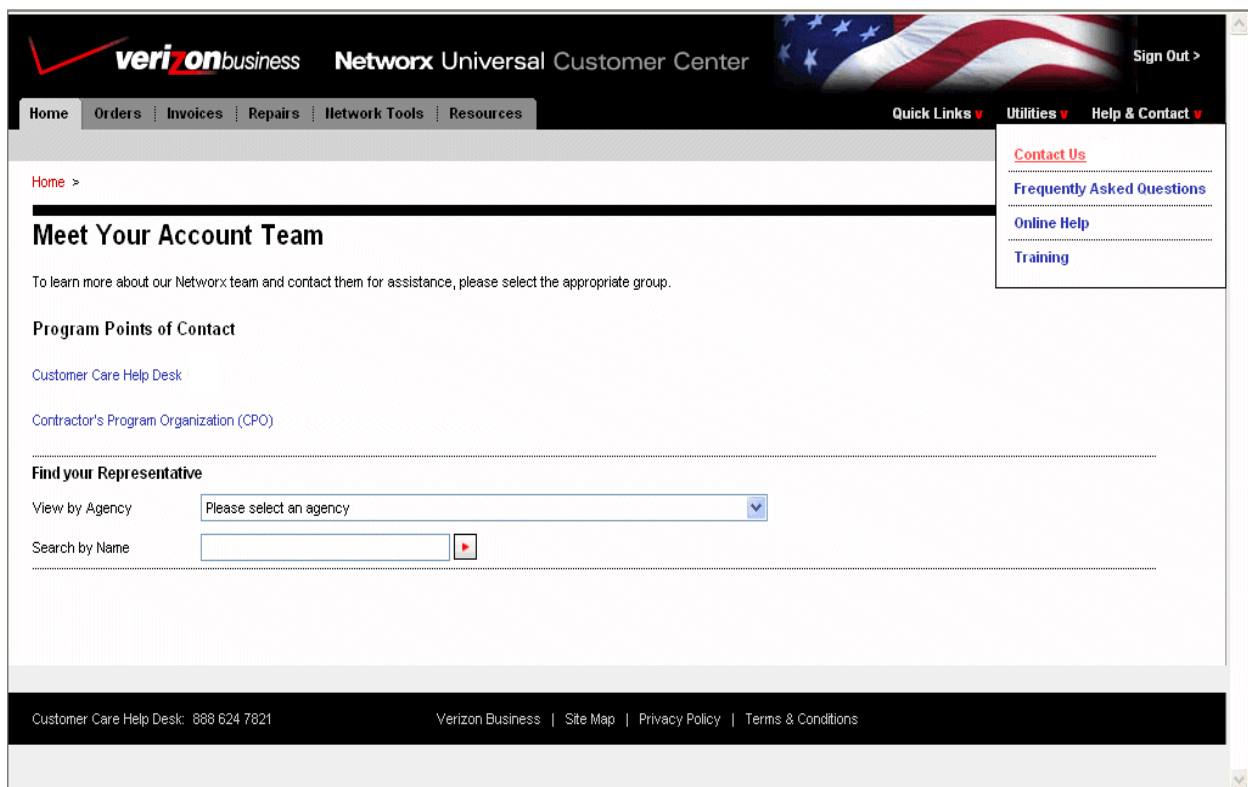 verizonbusiness Networx Universal Customer Center
Sign Out >
Home Orders Invoices Repairs Network Tools Resources Quick Links v Utilities v Help & Contact v
Contact Us
Frequently Asked Questions
Online Help
Training
Home >
Meet Your Account Team
To learn more about our Networx team and contact them for assistance, please select the appropriate group.
Program Points of Contact
Customer Care Help Desk
Contractor's Program Organization (CPO)
Find your Representative
View by Agency Please select an agency
Search by Name
Customer Care Help Desk: 888 624 7821 Verizon Business | Site Map | Privacy Policy | Terms & Conditions